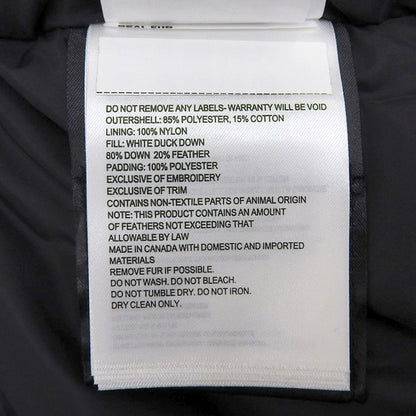 REAL FUR
DO NOT REMOVE ANY LABELS- WARRANTY WILL BE VOID
OUTERSHELL: 85% POLYESTER, 15% COTTON
LINING: 100% NYLON
FILL: WHITE DUCK DOWN
80% DOWN 20% FEATHER
PADDING: 100% POLYESTER
EXCLUSIVE OF EMBROIDERY
EXCLUSIVE OF TRIM
CONTAINS NON-TEXTILE PARTS OF ANIMAL ORIGIN
NOTE: THIS PRODUCT CONTAINS AN AMOUNT
OF FEATHERS NOT EXCEEDING THAT
ALLOWABLE BY LAW
MADE IN CANADA WITH DOMESTIC AND IMPORTED
MATERIALS
REMOVE FUR IF POSSIBLE.
DO NOT WASH. DO NOT BLEACH.
DO NOT TUMBLE DRY. DO NOT IRON.
DRY CLEAN ONLY.